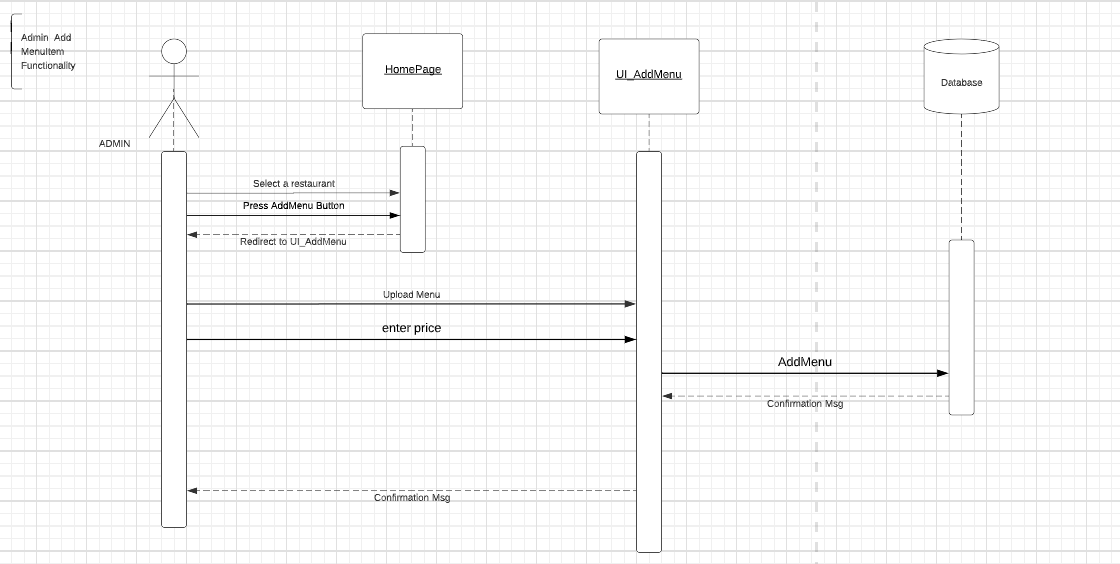 Admin Add
MenuItem
Functionality
HomePage
UI_AddMenu
Database
ADMIN
Select a restaurant
Press AddMenu Button
Redirect to UI_AddMenu
Upload Menu
enter price
AddMenu
Confirmation Msg
Confirmation Msg